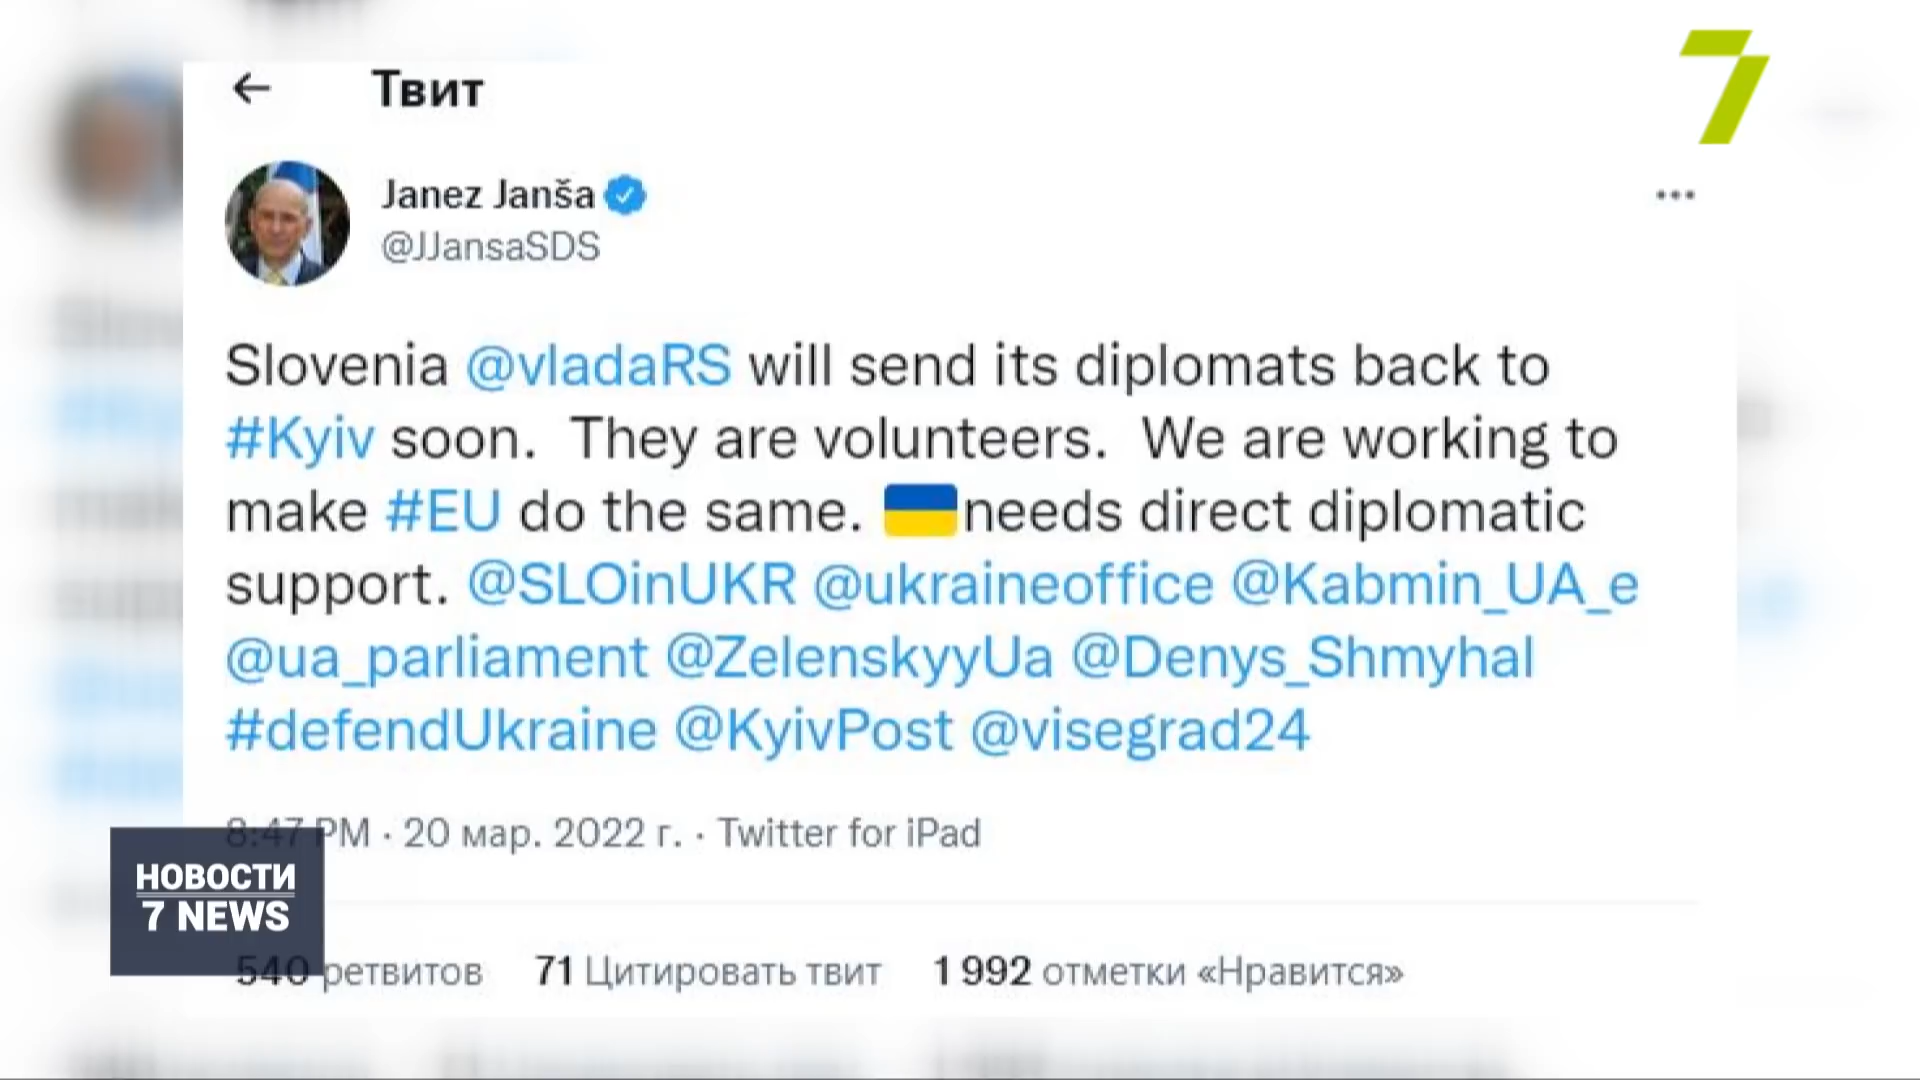 7
Твит
Janez Janša
@JJansaSDS
Slovenia @vladaRS will send its diplomats back to
#Kyiv soon.  They are volunteers.  We are working to
make #EU do the same. 🇺🇦needs direct diplomatic
support. @SLOinUKR @ukraineoffice @Kabmin_UA_e
@ua_parliament @ZelenskyyUa @Denys_Shmyhal
#defendUkraine @KyivPost @visegrad24
8:47 PM · 20 мар. 2022 г. · Twitter for iPad
НОВОСТИ
7 NEWS
540 ретвитов 71 Цитировать твит 1 992 отметки «Нравится»